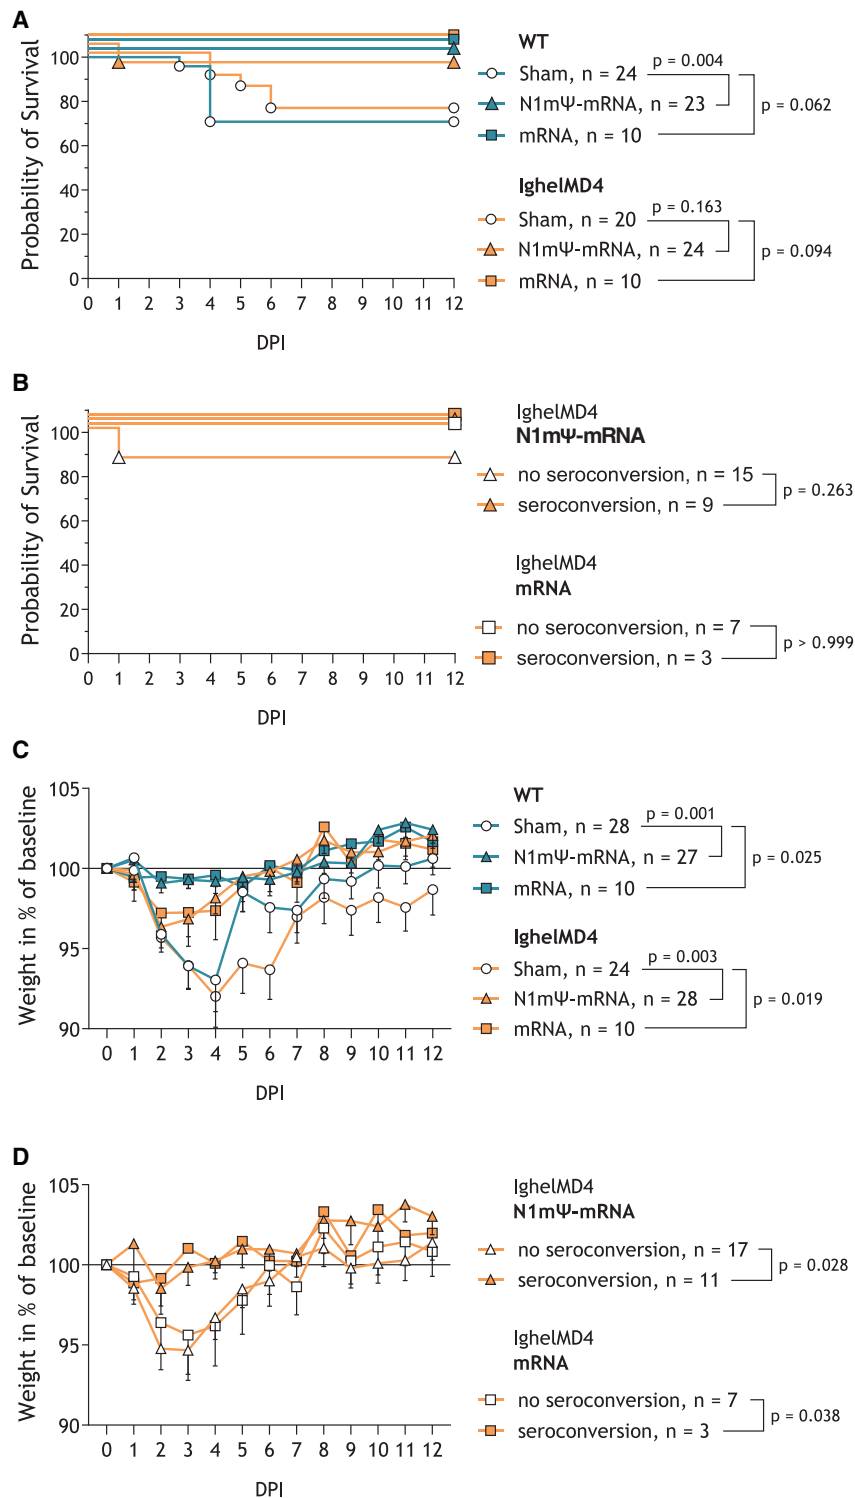 A
Probability of Survival
100
80
60
40
20
0
0 1 2 3 4 5 6 7 8 9 10 11 12
DPI
WT
Sham, n = 24
N1mΨ-mRNA, n = 23
mRNA, n = 10
p = 0.004
p = 0.062
IghelMD4
Sham, n = 20
N1mΨ-mRNA, n = 24
mRNA, n = 10
p = 0.163
p = 0.094
B
Probability of Survival
100
80
60
40
20
0
0 1 2 3 4 5 6 7 8 9 10 11 12
DPI
IghelMD4
N1mΨ-mRNA
no seroconversion, n = 15
seroconversion, n = 9
p = 0.263
IghelMD4
mRNA
no seroconversion, n = 7
seroconversion, n = 3
p > 0.999
C
Weight in % of baseline
105
100
95
90
0 1 2 3 4 5 6 7 8 9 10 11 12
DPI
WT
Sham, n = 28
N1mΨ-mRNA, n = 27
mRNA, n = 10
p = 0.001
p = 0.025
IghelMD4
Sham, n = 24
N1mΨ-mRNA, n = 28
mRNA, n = 10
p = 0.003
p = 0.019
D
Weight in % of baseline
105
100
95
90
0 1 2 3 4 5 6 7 8 9 10 11 12
DPI
IghelMD4
N1mΨ-mRNA
no seroconversion, n = 17
seroconversion, n = 11
p = 0.028
IghelMD4
mRNA
no seroconversion, n = 7
seroconversion, n = 3
p = 0.038